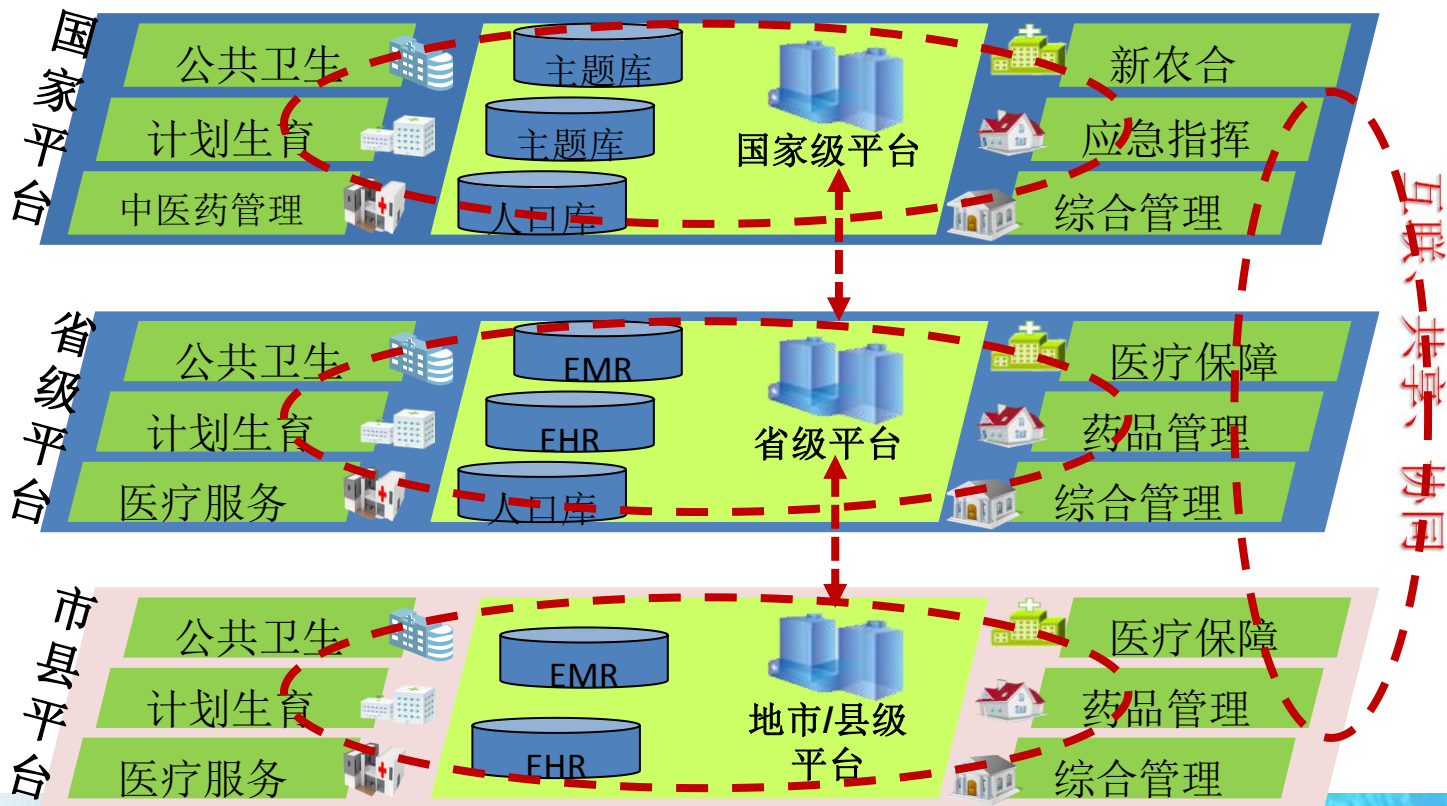 国家平台
公共卫生
计划生育
中医药管理
主题库
主题库
人口库
国家级平台
新农合
应急指挥
综合管理
省级平台
公共卫生
计划生育
医疗服务
EMR
EHR
人口库
省级平台
医疗保障
药品管理
综合管理
市县平台
公共卫生
计划生育
医疗服务
EMR
EHR
地市/县级
平台
医疗保障
药品管理
综合管理
互联、共享、协同